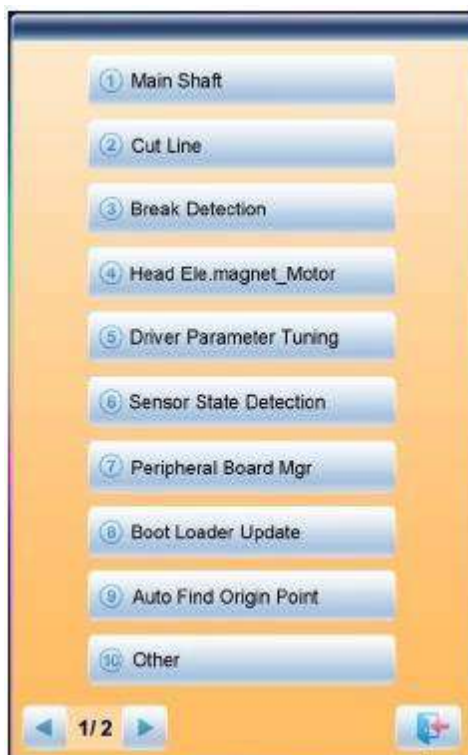 ① Main Shaft
② Cut Line
③ Break Detection
④ Head Ele.magnet_Motor
⑤ Driver Parameter Tuning
⑥ Sensor State Detection
⑦ Peripheral Board Mgr
⑧ Boot Loader Update
⑨ Auto Find Origin Point
⑩ Other
1/2